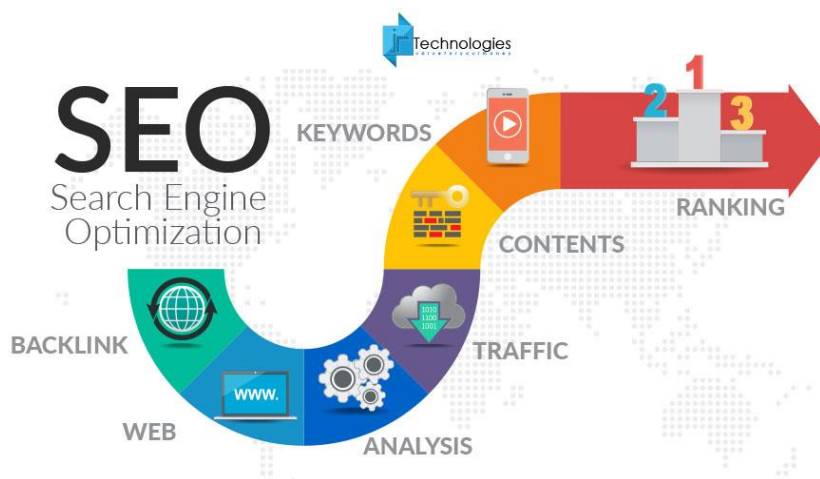 Technologies
SEO
Search Engine
Optimization
KEYWORDS
2
1
3
RANKING
CONTENTS
BACKLINK
1010
1100
1001
TRAFFIC
WWW.
WEB
ANALYSIS